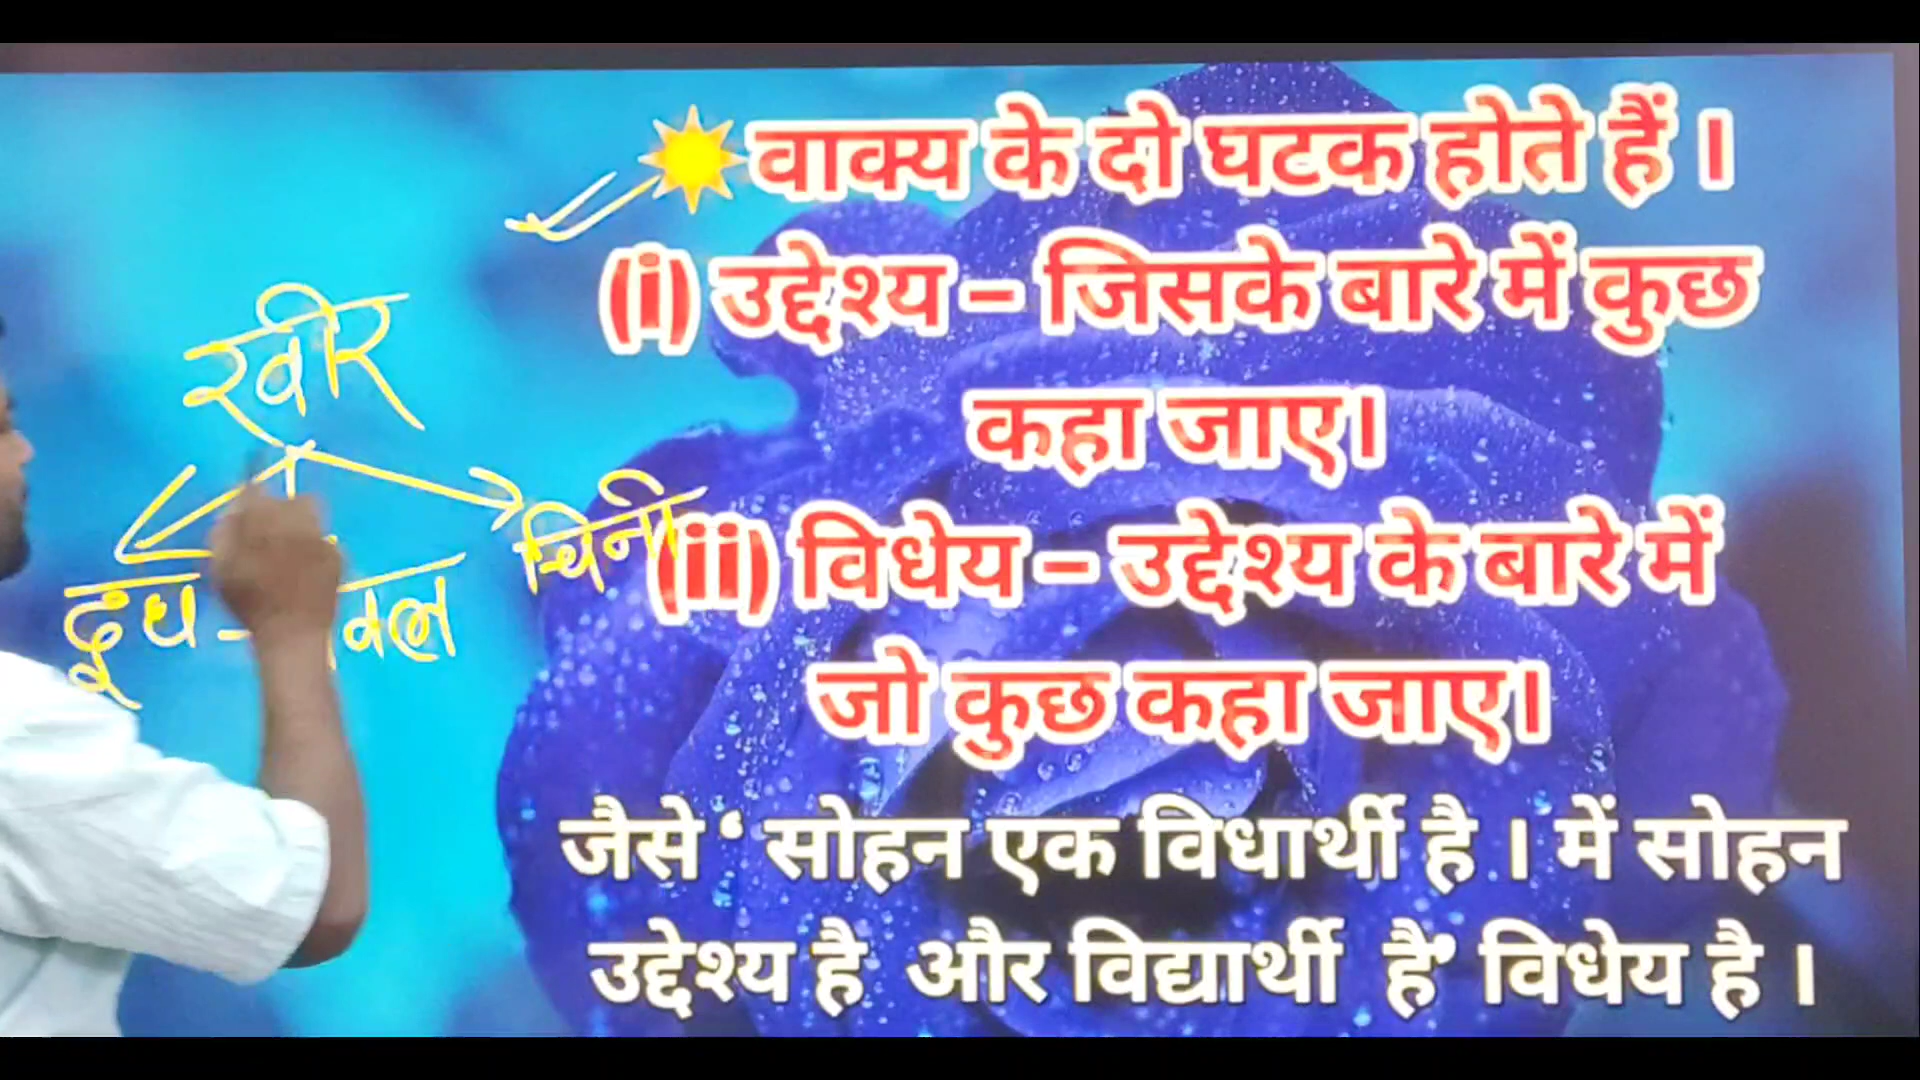 वाक्य के दो घटक होते हैं ।
(i) उद्देश्य – जिसके बारे में कुछ
कहा जाए।
(ii) विधेय – उद्देश्य के बारे में
जो कुछ कहा जाए।
जैसे ‘ सोहन एक विधार्थी है । में सोहन
उद्देश्य है और विद्यार्थी है’ विधेय है ।
खीर
दूध
चिनी